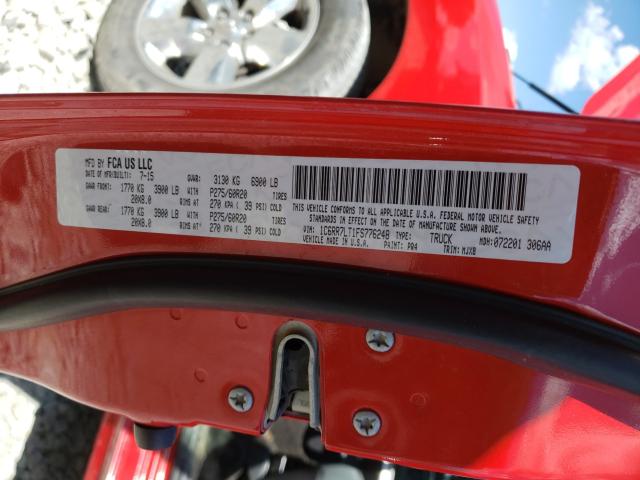 MFD BY FCA US LLC
DATE OF MFR(BUILT): 7-15 GVWR: 3130 KG 6900 LB
GAWR FRONT: 1770 KG 3900 LB WITH P275/60R20 TIRES
20X8.0 RIMS AT 270 KPA ( 39 PSI) COLD
GAWR REAR: 1770 KG 3900 LB WITH P275/60R20 TIRES
20X8.0 RIMS AT 270 KPA ( 39 PSI) COLD
THIS VEHICLE CONFORMS TO ALL APPLICABLE U.S.A. FEDERAL MOTOR VEHICLE SAFETY
STANDARDS IN EFFECT ON THE DATE OF MANUFACTURE SHOWN ABOVE.
VIN: 1C6RR7LT1FS776248 TYPE: TRUCK MDH: 072201 306AA
VEHICLE MADE IN U.S.A. PAINT: PR4 TRIM: MJX8